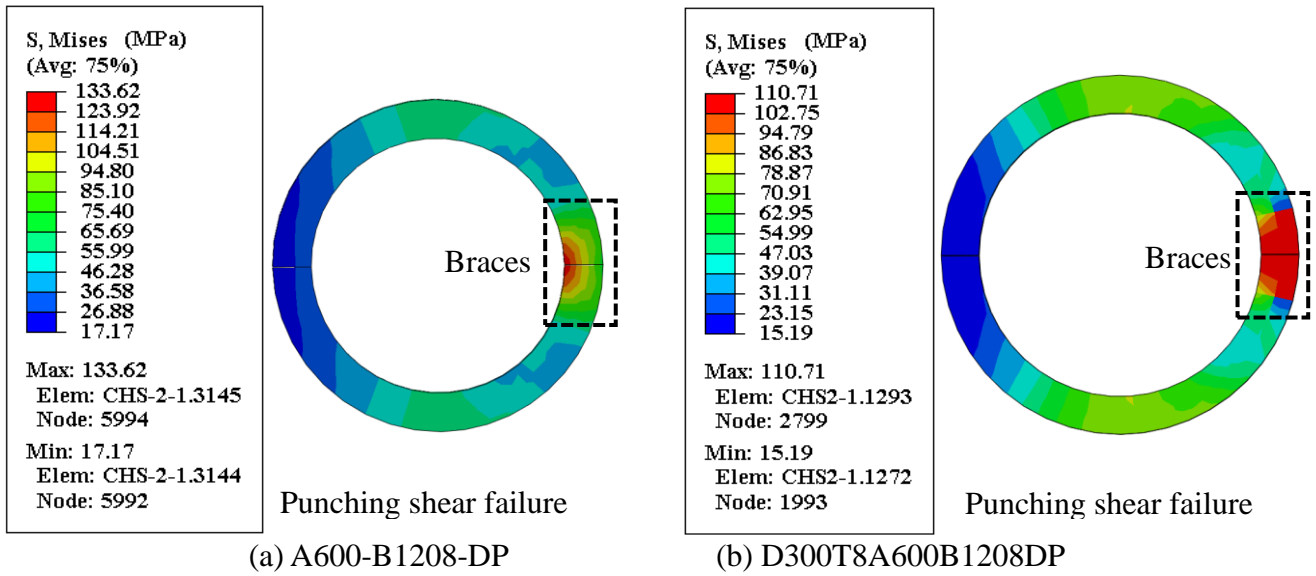 S, Mises (MPa)
(Avg: 75%)
133.62
123.92
114.21
104.51
94.80
85.10
75.40
65.69
55.99
46.28
36.58
26.88
17.17
Max: 133.62
Elem: CHS-2-1.3145
Node: 5994
Min: 17.17
Elem: CHS-2-1.3144
Node: 5992
Braces
Punching shear failure
(a) A600-B1208-DP
S, Mises (MPa)
(Avg: 75%)
110.71
102.75
94.79
86.83
78.87
70.91
62.95
54.99
47.03
39.07
31.11
23.15
15.19
Max: 110.71
Elem: CHS2-1.1293
Node: 2799
Min: 15.19
Elem: CHS2-1.1272
Node: 1993
Braces
Punching shear failure
(b) D300T8A600B1208DP